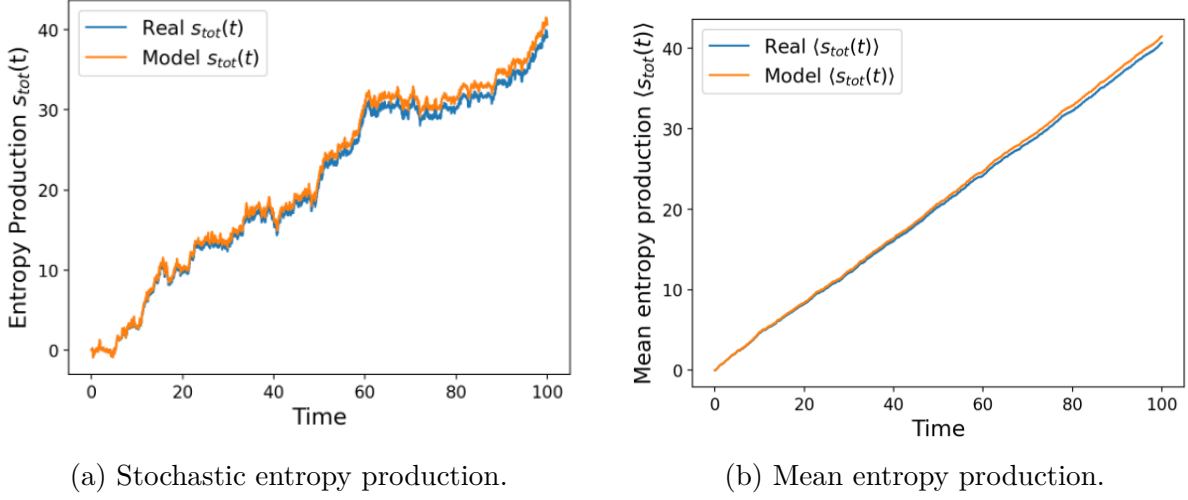 Entropy Production s_tot(t)
40
30
20
10
0
Real s_tot(t)
Model s_tot(t)
0 20 40 60 80 100
Time
(a) Stochastic entropy production.
Mean entropy production ⟨s_tot(t)⟩
40
30
20
10
0
Real ⟨s_tot(t)⟩
Model ⟨s_tot(t)⟩
0 20 40 60 80 100
Time
(b) Mean entropy production.